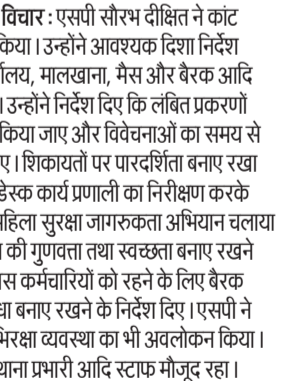 विचार : एसपी सौरभ दीक्षित ने कांट
किया । उन्होंने आवश्यक दिशा निर्देश
लय, मालखाना, मैस और बैरक आदि
। उन्होंने निर्देश दिए कि लंबित प्रकरणों
किया जाए और विवेचनाओं का समय से
ए । शिकायतों पर पारदर्शिता बनाए रखा
डेस्क कार्य प्रणाली का निरीक्षण करके
महिला सुरक्षा जागरुकता अभियान चलाया
की गुणवत्ता तथा स्वच्छता बनाए रखने
स कर्मचारियों को रहने के लिए बैरक
धा बनाए रखने के निर्देश दिए । एसपी ने
भिरक्षा व्यवस्था का भी अवलोकन किया ।
थाना प्रभारी आदि स्टाफ मौजूद रहा ।